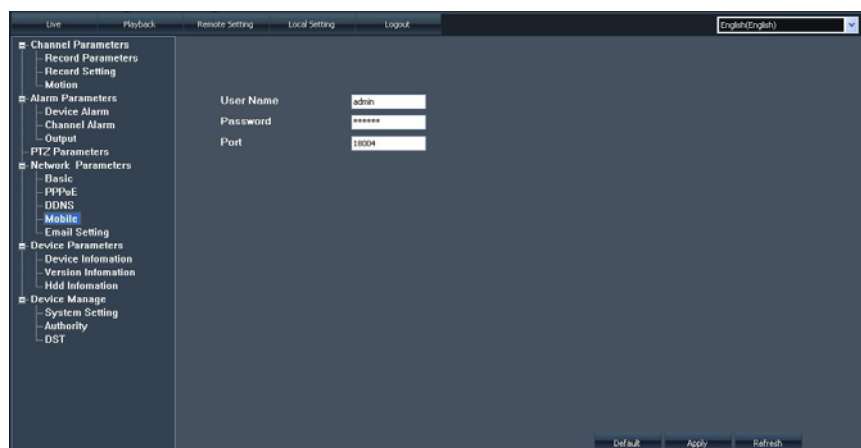 Live Playback Remote Setting Local Setting Logout English(English)
Channel Parameters
Record Parameters
Record Setting
Motion
Alarm Parameters
Device Alarm
Channel Alarm
Output
PTZ Parameters
Network Parameters
Basic
PPPoE
DDNS
Mobile
Email Setting
Device Parameters
Device Infomation
Version Infomation
Hdd Infomation
Device Manage
System Setting
Authority
DST
User Name admin
Password ******
Port 18004
Default Apply Refresh